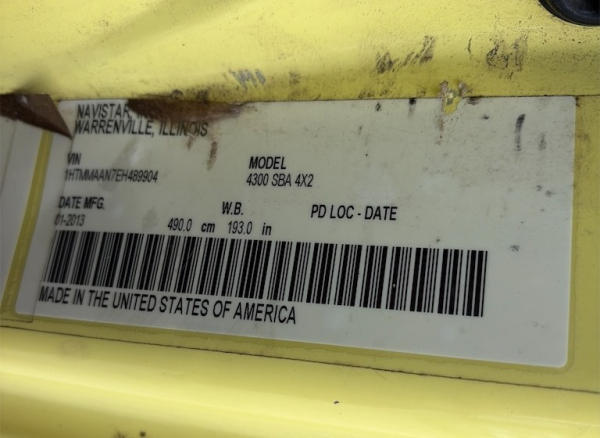 NAVISTAR,
WARRENVILLE, ILLINOIS
VIN MODEL
1HTMMAAN7EH489904 4300 SBA 4X2
DATE MFG. W.B. PD LOC - DATE
01-2013 490.0 cm 193.0 in
MADE IN THE UNITED STATES OF AMERICA